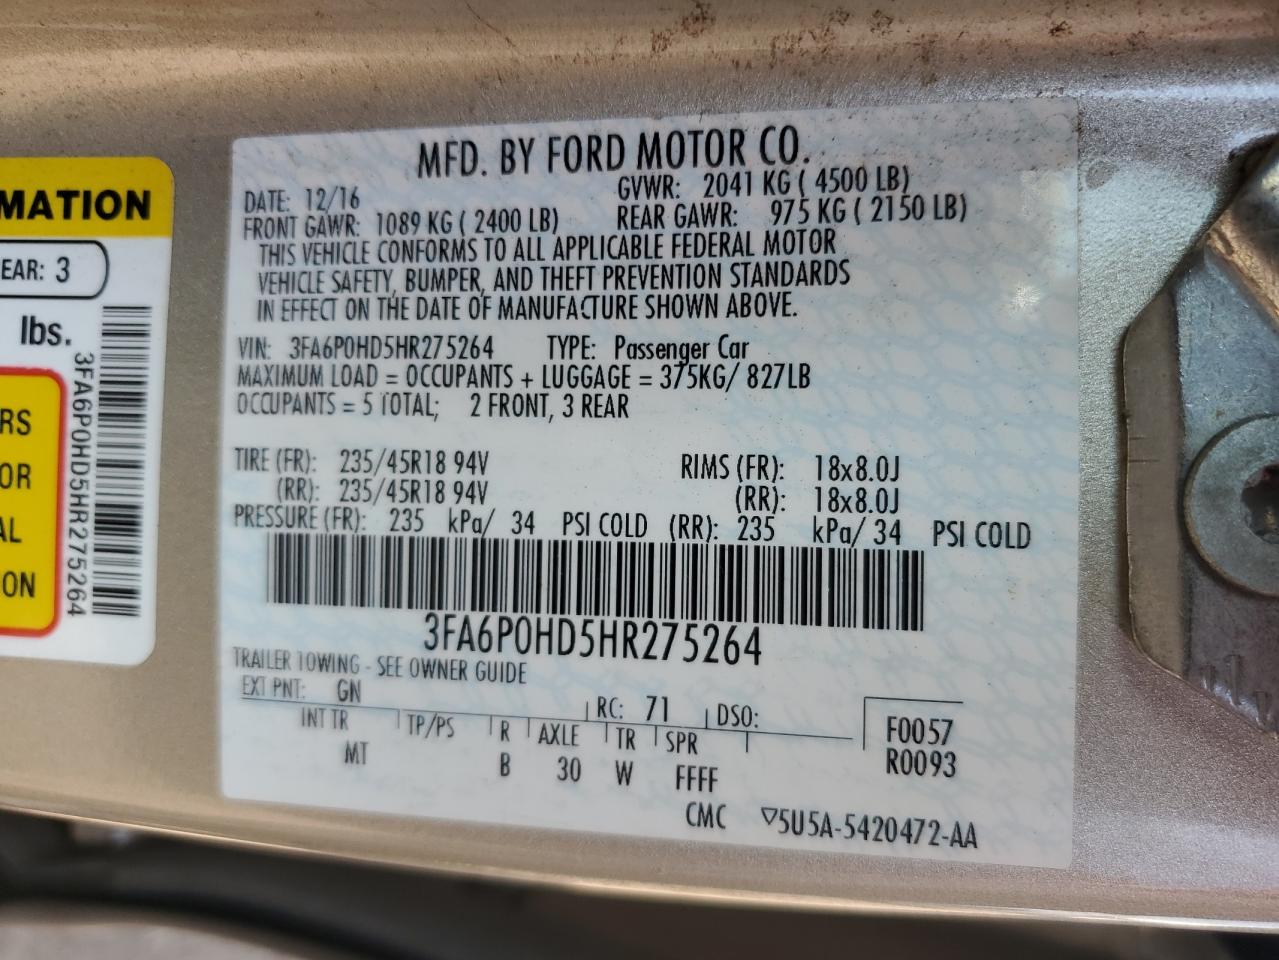 MATION
EAR: 3
lbs.
3FA6P0HD5HR275264
RS
OR
AL
ON
MFD. BY FORD MOTOR CO.
DATE: 12/16 GVWR: 2041 KG ( 4500 LB)
FRONT GAWR: 1089 KG ( 2400 LB) REAR GAWR: 975 KG ( 2150 LB)
THIS VEHICLE CONFORMS TO ALL APPLICABLE FEDERAL MOTOR
VEHICLE SAFETY, BUMPER, AND THEFT PREVENTION STANDARDS
IN EFFECT ON THE DATE OF MANUFACTURE SHOWN ABOVE.
VIN: 3FA6P0HD5HR275264 TYPE: Passenger Car
MAXIMUM LOAD = OCCUPANTS + LUGGAGE = 375KG/ 827LB
OCCUPANTS = 5 TOTAL; 2 FRONT, 3 REAR
TIRE (FR): 235/45R18 94V RIMS (FR): 18x8.0J
(RR): 235/45R18 94V (RR): 18x8.0J
PRESSURE (FR): 235 kPa/ 34 PSI COLD (RR): 235 kPa/ 34 PSI COLD
3FA6P0HD5HR275264
TRAILER TOWING - SEE OWNER GUIDE
EXT PNT: GN RC: 71 DSO: F0057
INT TR TP/PS R AXLE TR SPR R0093
MT B 30 W FFFF
CMC ▽5U5A-5420472-AA